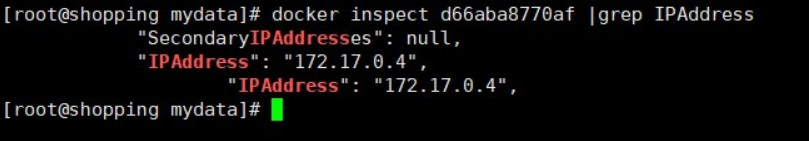 [root@shopping mydata]# docker inspect d66aba8770af |grep IPAddress
"SecondaryIPAddresses": null,
"IPAddress": "172.17.0.4",
"IPAddress": "172.17.0.4",
[root@shopping mydata]#